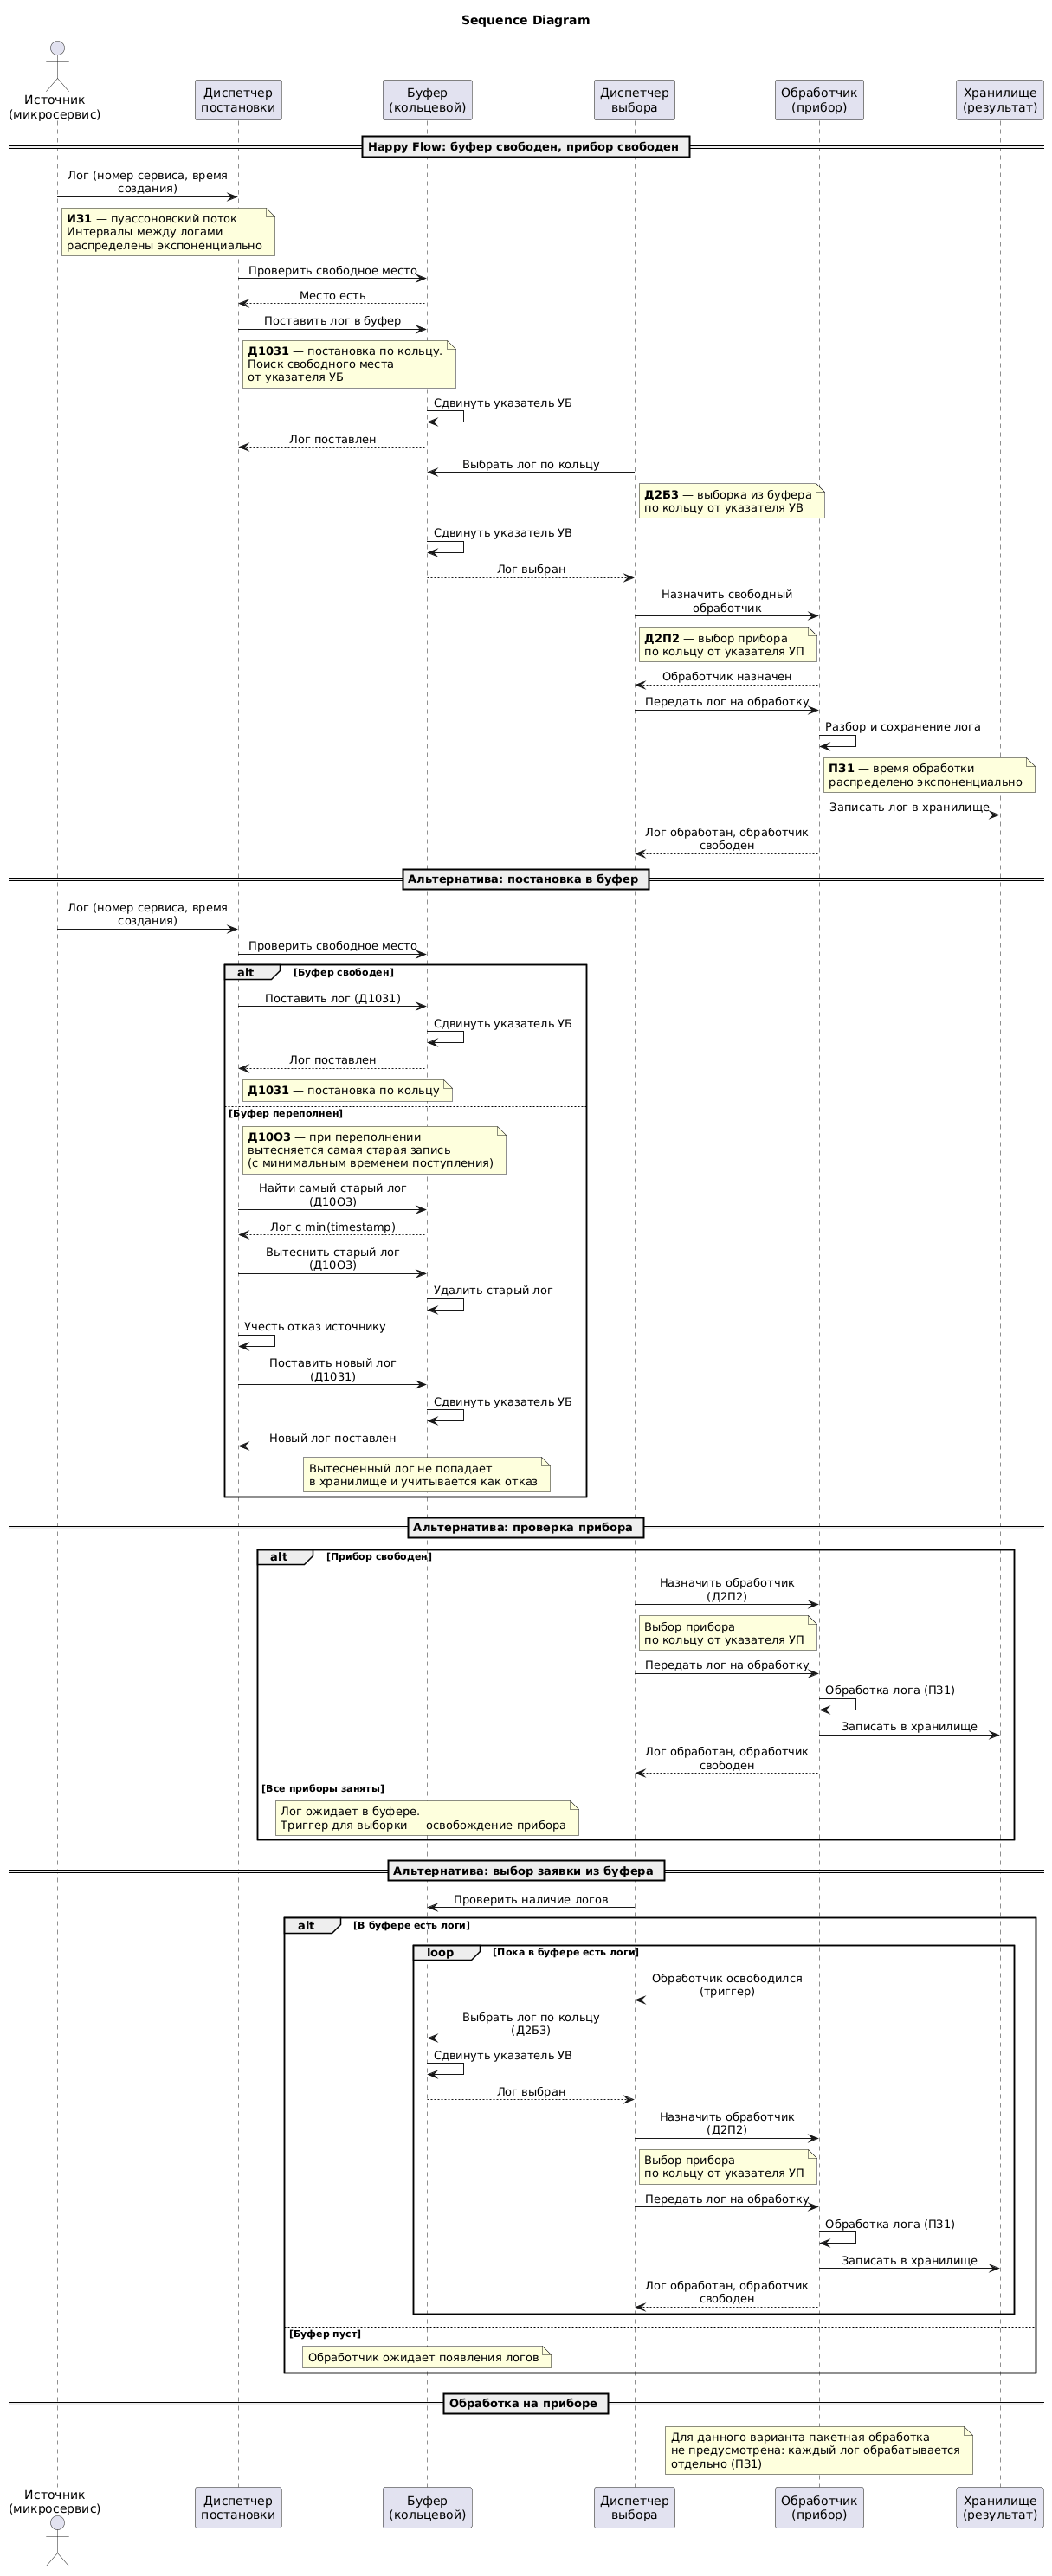 Sequence Diagram
Источник
(микросервис)
Диспетчер
постановки
Буфер
(кольцевой)
Диспетчер
выбора
Обработчик
(прибор)
Хранилище
(результат)
Happy Flow: буфер свободен, прибор свободен
Лог (номер сервиса, время
создания)
ИЗ1 — пуассоновский поток
Интервалы между логами
распределены экспоненциально
Проверить свободное место
Место есть
Поставить лог в буфер
Д1031 — постановка по кольцу.
Поиск свободного места
от указателя УБ
Сдвинуть указатель УБ
Лог поставлен
Выбрать лог по кольцу
Д2Б3 — выборка из буфера
по кольцу от указателя УВ
Сдвинуть указатель УВ
Лог выбран
Назначить свободный
обработчик
Д2П2 — выбор прибора
по кольцу от указателя УП
Обработчик назначен
Передать лог на обработку
Разбор и сохранение лога
ПЗ1 — время обработки
распределено экспоненциально
Записать лог в хранилище
Лог обработан, обработчик
свободен
Альтернатива: постановка в буфер
Лог (номер сервиса, время
создания)
Проверить свободное место
alt [Буфер свободен]
Поставить лог (Д1031)
Сдвинуть указатель УБ
Лог поставлен
Д1031 — постановка по кольцу
[Буфер переполнен]
Д10О3 — при переполнении
вытесняется самая старая запись
(с минимальным временем поступления)
Найти самый старый лог
(Д10О3)
Лог с min(timestamp)
Вытеснить старый лог
(Д10О3)
Удалить старый лог
Учесть отказ источнику
Поставить новый лог
(Д1031)
Сдвинуть указатель УБ
Новый лог поставлен
Вытесненный лог не попадает
в хранилище и учитывается как отказ
Альтернатива: проверка прибора
alt [Прибор свободен]
Назначить обработчик
(Д2П2)
Выбор прибора
по кольцу от указателя УП
Передать лог на обработку
Обработка лога (ПЗ1)
Записать в хранилище
Лог обработан, обработчик
свободен
[Все приборы заняты]
Лог ожидает в буфере.
Триггер для выборки — освобождение прибора
Альтернатива: выбор заявки из буфера
Проверить наличие логов
alt [В буфере есть логи]
loop [Пока в буфере есть логи]
Обработчик освободился
(триггер)
Выбрать лог по кольцу
(Д2Б3)
Сдвинуть указатель УВ
Лог выбран
Назначить обработчик
(Д2П2)
Выбор прибора
по кольцу от указателя УП
Передать лог на обработку
Обработка лога (ПЗ1)
Записать в хранилище
Лог обработан, обработчик
свободен
[Буфер пуст]
Обработчик ожидает появления логов
Обработка на приборе
Для данного варианта пакетная обработка
не предусмотрена: каждый лог обрабатывается
отдельно (ПЗ1)
Источник
(микросервис)
Диспетчер
постановки
Буфер
(кольцевой)
Диспетчер
выбора
Обработчик
(прибор)
Хранилище
(результат)